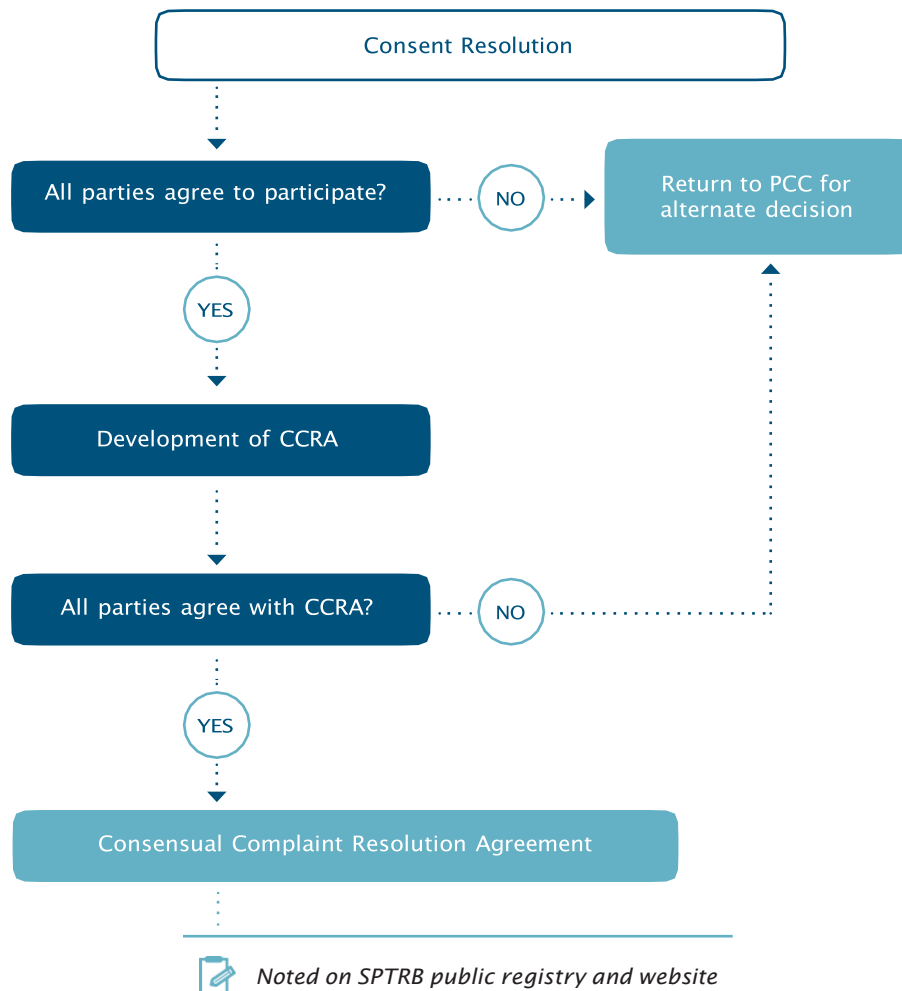 Consent Resolution
All parties agree to participate?
NO
Return to PCC for
alternate decision
YES
Development of CCRA
All parties agree with CCRA?
NO
YES
Consensual Complaint Resolution Agreement
Noted on SPTRB public registry and website